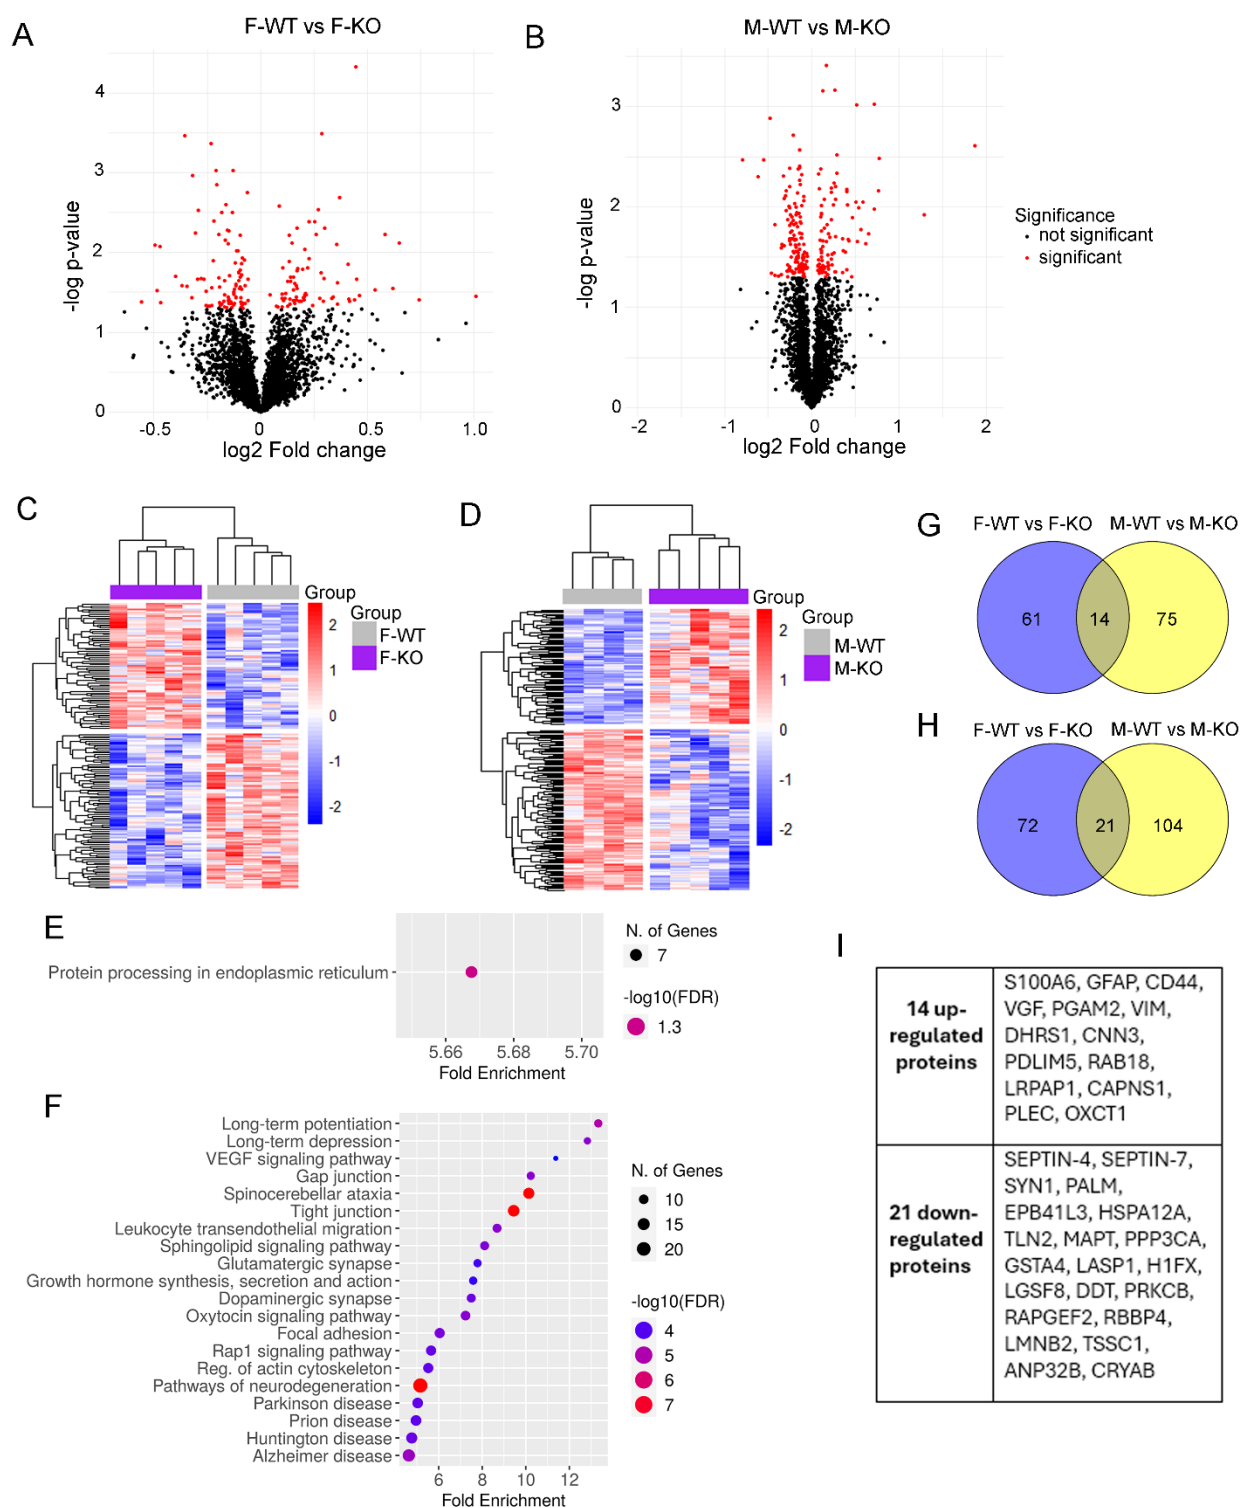 A
F-WT vs F-KO
-log p-value
4
3
2
1
0
-0.5
0
0.5
1.0
log2 Fold change
B
M-WT vs M-KO
-log p-value
3
2
1
0
-2
-1
0
1
2
log2 Fold change
Significance
not significant
significant
C
Group
2
1
0
-1
-2
Group
F-WT
F-KO
D
Group
2
1
0
-1
-2
Group
M-WT
M-KO
G
F-WT vs F-KO
M-WT vs M-KO
61
14
75
H
F-WT vs F-KO
M-WT vs M-KO
72
21
104
E
Protein processing in endoplasmic reticulum
5.66
5.68
5.70
Fold Enrichment
N. of Genes
7
-log10(FDR)
1.3
F
Long-term potentiation
Long-term depression
VEGF signaling pathway
Gap junction
Spinocerebellar ataxia
Tight junction
Leukocyte transendothelial migration
Sphingolipid signaling pathway
Glutamatergic synapse
Growth hormone synthesis, secretion and action
Dopaminergic synapse
Oxytocin signaling pathway
Focal adhesion
Rap1 signaling pathway
Reg. of actin cytoskeleton
Pathways of neurodegeneration
Parkinson disease
Prion disease
Huntington disease
Alzheimer disease
6
8
10
12
Fold Enrichment
N. of Genes
10
15
20
-log10(FDR)
4
5
6
7
I
14 up-
regulated
proteins
S100A6, GFAP, CD44,
VGF, PGAM2, VIM,
DHRS1, CNN3,
PDLIM5, RAB18,
LRPAP1, CAPNS1,
PLEC, OXCT1
21 down-
regulated
proteins
SEPTIN-4, SEPTIN-7,
SYN1, PALM,
EPB41L3, HSPA12A,
TLN2, MAPT, PPP3CA,
GSTA4, LASP1, H1FX,
LGSF8, DDT, PRKCB,
RAPGEF2, RBBP4,
LMNB2, TSSC1,
ANP32B, CRYAB